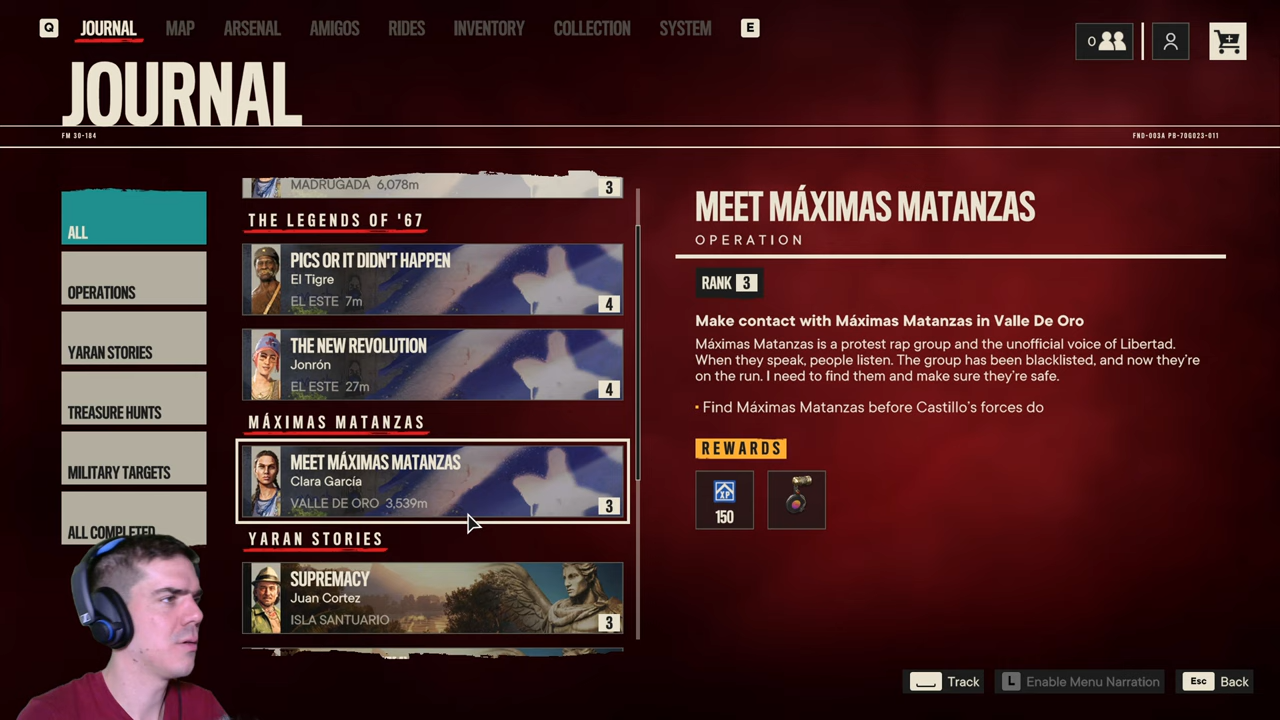 Q JOURNAL MAP ARSENAL AMIGOS RIDES INVENTORY COLLECTION SYSTEM E
0
JOURNAL
FM 30-184
FND-003A PB-70G023-011
ALL
OPERATIONS
YARAN STORIES
TREASURE HUNTS
MILITARY TARGETS
ALL COMPLETED
MADRUGADA 6,078m
3
THE LEGENDS OF '67
PICS OR IT DIDN'T HAPPEN
El Tigre
EL ESTE 7m
4
THE NEW REVOLUTION
Jonrón
EL ESTE 27m
4
MÁXIMAS MATANZAS
MEET MÁXIMAS MATANZAS
Clara García
VALLE DE ORO 3,539m
3
YARAN STORIES
SUPREMACY
Juan Cortez
ISLA SANTUARIO
3
MEET MÁXIMAS MATANZAS
OPERATION
RANK 3
Make contact with Máximas Matanzas in Valle De Oro
Máximas Matanzas is a protest rap group and the unofficial voice of Libertad.
When they speak, people listen. The group has been blacklisted, and now they're
on the run. I need to find them and make sure they're safe.
Find Máximas Matanzas before Castillo's forces do
REWARDS
XP
150
Track L Enable Menu Narration Esc Back